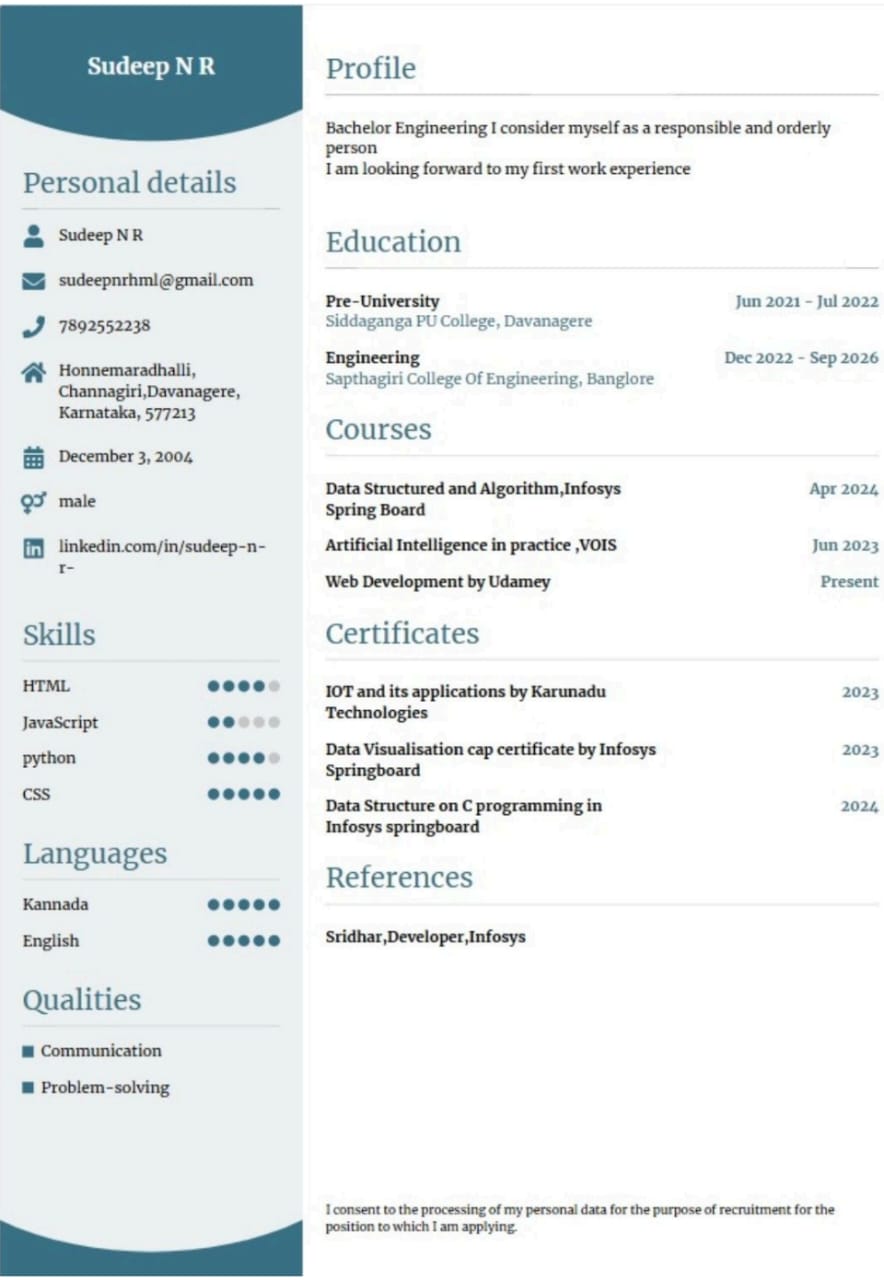 Sudeep N R
Personal details
Sudeep N R
sudeepnrhml@gmail.com
7892552238
Honnemaradhalli,
Channagiri,Davanagere,
Karnataka, 577213
December 3, 2004
male
linkedin.com/in/sudeep-n-
r-
Skills
HTML
JavaScript
python
CSS
Languages
Kannada
English
Qualities
Communication
Problem-solving
Profile
Bachelor Engineering I consider myself as a responsible and orderly
person
I am looking forward to my first work experience
Education
Pre-University Jun 2021 - Jul 2022
Siddaganga PU College, Davanagere
Engineering Dec 2022 - Sep 2026
Sapthagiri College Of Engineering, Banglore
Courses
Data Structured and Algorithm,Infosys Apr 2024
Spring Board
Artificial Intelligence in practice ,VOIS Jun 2023
Web Development by Udamey Present
Certificates
IOT and its applications by Karunadu 2023
Technologies
Data Visualisation cap certificate by Infosys 2023
Springboard
Data Structure on C programming in 2024
Infosys springboard
References
Sridhar,Developer,Infosys
I consent to the processing of my personal data for the purpose of recruitment for the
position to which I am applying.